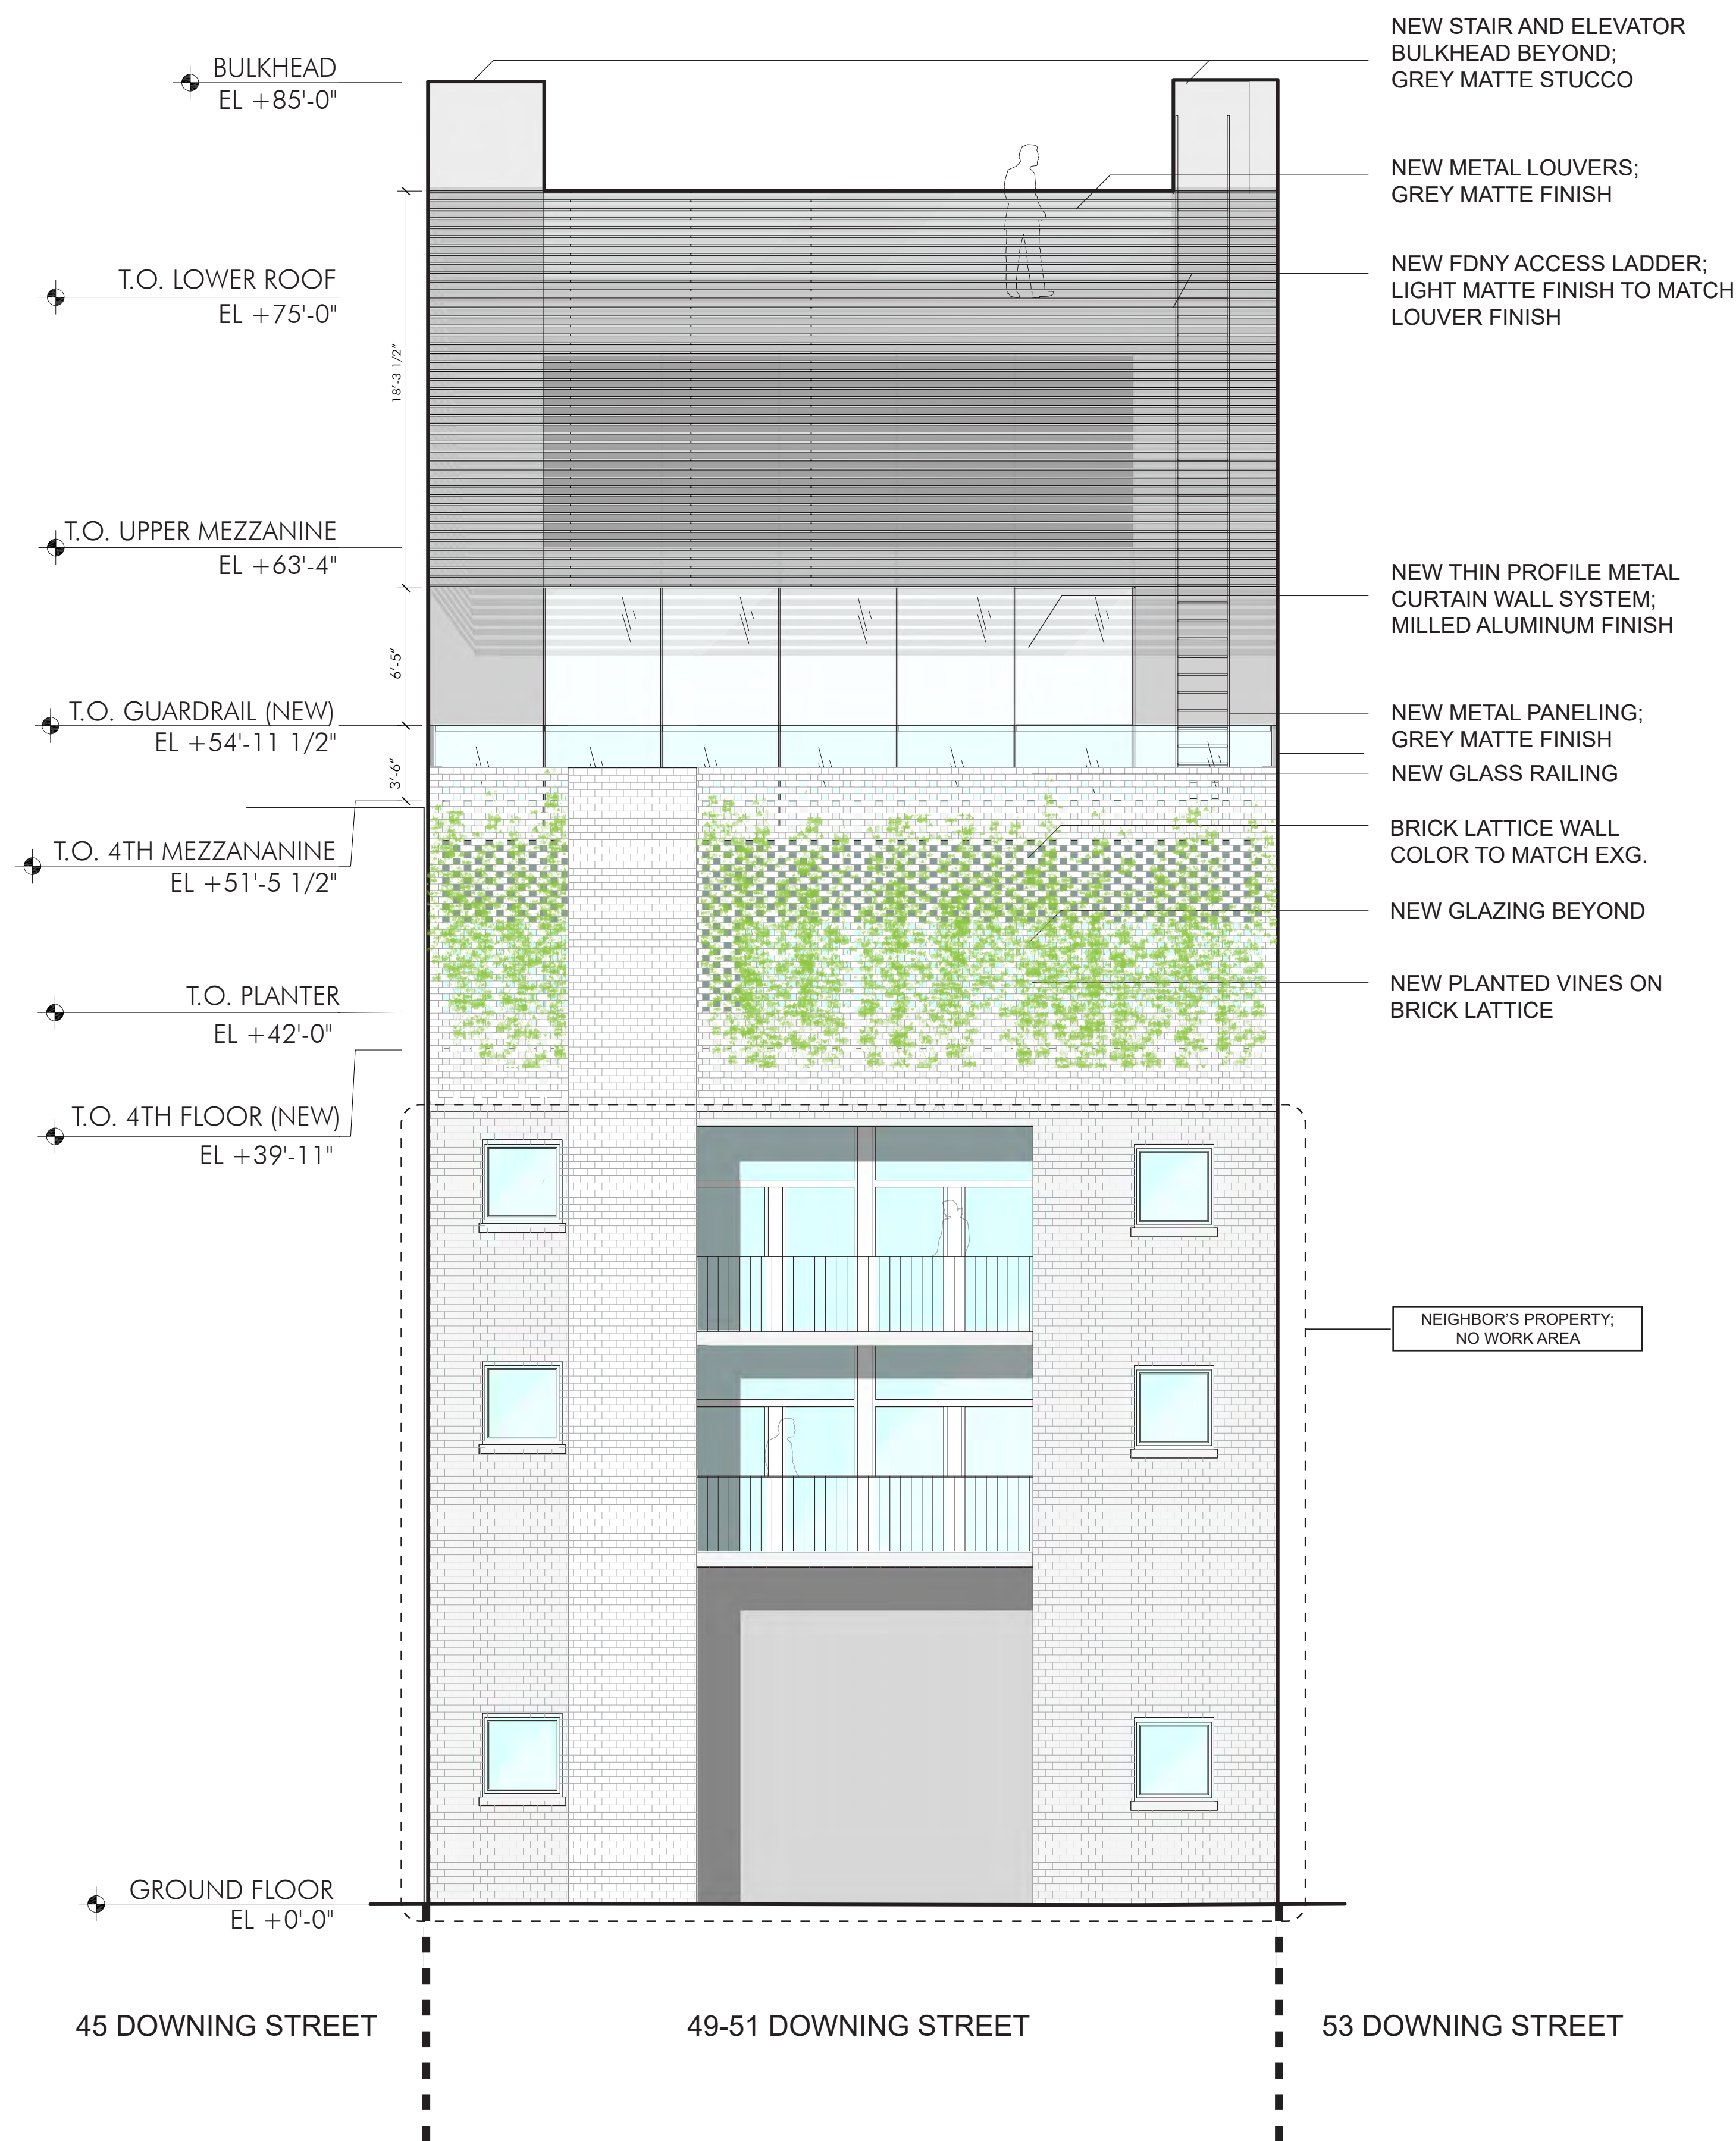 BULKHEAD
EL +85'-0"
T.O. LOWER ROOF
EL +75'-0"
18'-3 1/2"
T.O. UPPER MEZZANINE
EL +63'-4"
6'-5"
T.O. GUARDRAIL (NEW)
EL +54'-11 1/2"
3'-6"
T.O. 4TH MEZZANANINE
EL +51'-5 1/2"
T.O. PLANTER
EL +42'-0"
T.O. 4TH FLOOR (NEW)
EL +39'-11"
GROUND FLOOR
EL +0'-0"
NEW STAIR AND ELEVATOR
BULKHEAD BEYOND;
GREY MATTE STUCCO
NEW METAL LOUVERS;
GREY MATTE FINISH
NEW FDNY ACCESS LADDER;
LIGHT MATTE FINISH TO MATCH
LOUVER FINISH
NEW THIN PROFILE METAL
CURTAIN WALL SYSTEM;
MILLED ALUMINUM FINISH
NEW METAL PANELING;
GREY MATTE FINISH
NEW GLASS RAILING
BRICK LATTICE WALL
COLOR TO MATCH EXG.
NEW GLAZING BEYOND
NEW PLANTED VINES ON
BRICK LATTICE
NEIGHBOR'S PROPERTY;
NO WORK AREA
45 DOWNING STREET
49-51 DOWNING STREET
53 DOWNING STREET